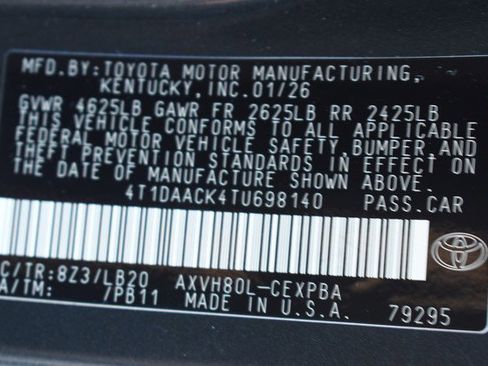 MFD.BY: TOYOTA MOTOR MANUFACTURING,
KENTUCKY, INC. 01/26
GVWR 4625LB GAWR FR 2625LB RR 2425LB
THIS VEHICLE CONFORMS TO ALL APPLICABLE
FEDERAL MOTOR VEHICLE SAFETY, BUMPER, AND
THEFT PREVENTION STANDARDS IN EFFECT ON
THE DATE OF MANUFACTURE SHOWN ABOVE.
4T1DAACK4TU698140 PASS.CAR
C/TR: 8Z3/LB20 AXVH80L-CEXPBA
A/TM: /PB11 MADE IN U.S.A. 79295